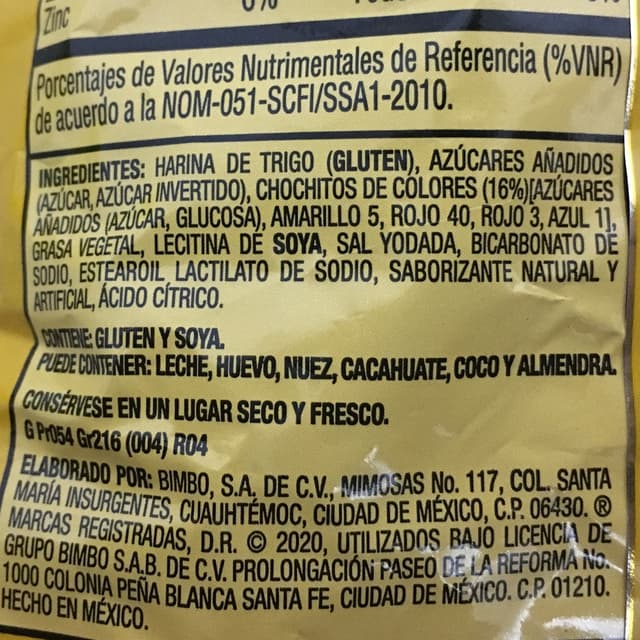 Zinc
Porcentajes de Valores Nutrimentales de Referencia (%VNR)
de acuerdo a la NOM-051-SCFI/SSA1-2010.
INGREDIENTES: HARINA DE TRIGO (GLUTEN), AZÚCARES AÑADIDOS
(AZÚCAR, AZÚCAR INVERTIDO), CHOCHITOS DE COLORES (16%)[AZÚCARES
AÑADIDOS (AZÚCAR, GLUCOSA), AMARILLO 5, ROJO 40, ROJO 3, AZUL 1],
GRASA VEGETAL, LECITINA DE SOYA, SAL YODADA, BICARBONATO DE
SODIO, ESTEAROIL LACTILATO DE SODIO, SABORIZANTE NATURAL Y
ARTIFICIAL, ÁCIDO CÍTRICO.
CONTIENE: GLUTEN Y SOYA.
PUEDE CONTENER: LECHE, HUEVO, NUEZ, CACAHUATE, COCO Y ALMENDRA.
CONSÉRVESE EN UN LUGAR SECO Y FRESCO.
G Pr054 Gr216 (004) R04
ELABORADO POR: BIMBO, S.A. DE C.V., MIMOSAS No. 117, COL. SANTA
MARÍA INSURGENTES, CUAUHTÉMOC, CIUDAD DE MÉXICO, C.P. 06430. ®
MARCAS REGISTRADAS, D.R. © 2020, UTILIZADOS BAJO LICENCIA DE
GRUPO BIMBO S.A.B. DE C.V. PROLONGACIÓN PASEO DE LA REFORMA No.
1000 COLONIA PEÑA BLANCA SANTA FE, CIUDAD DE MÉXICO. C.P. 01210.
HECHO EN MÉXICO.